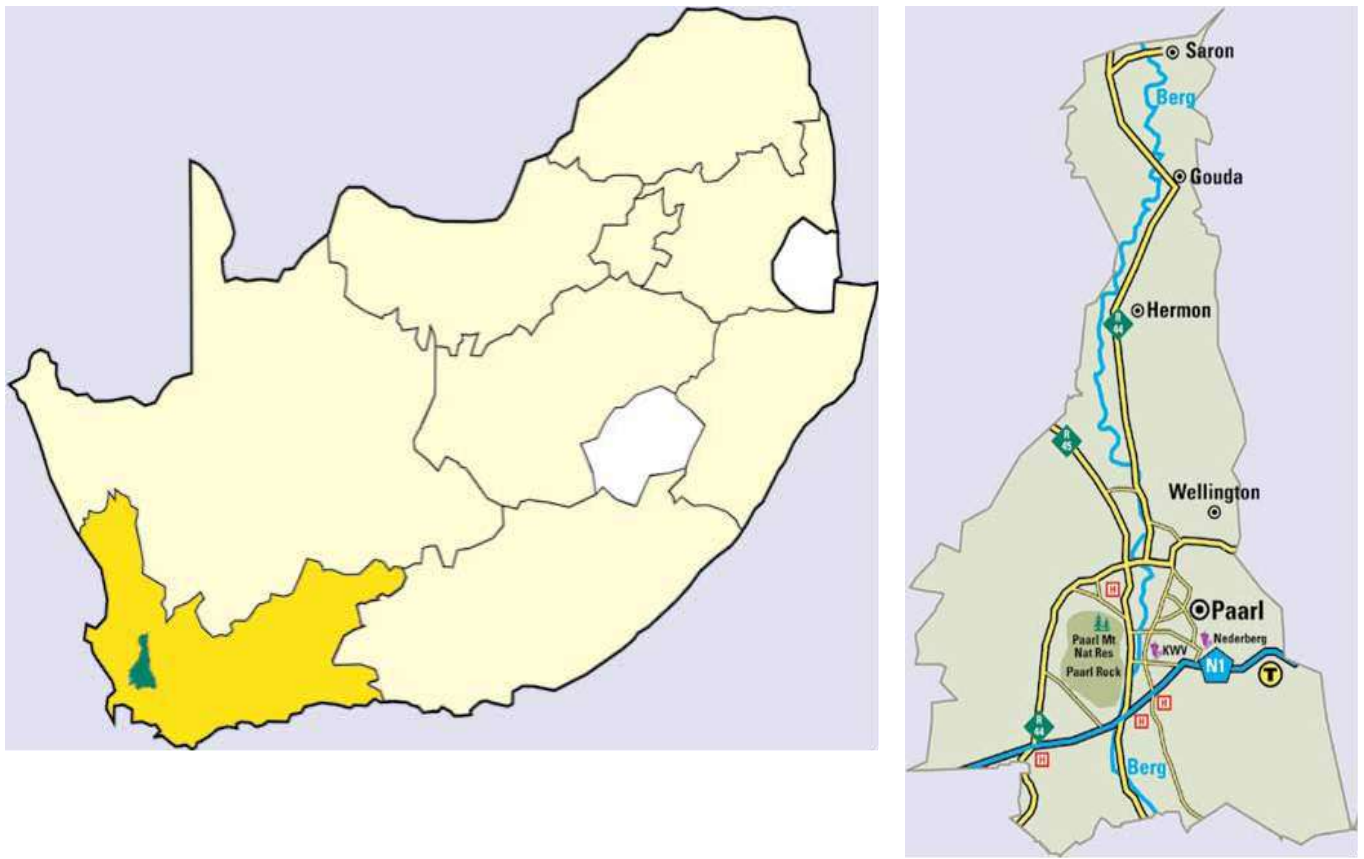 Saron
Berg
Gouda
Hermon
R
44
R
45
Wellington
H
Paarl
Paarl Mt
Nat Res
Paarl Rock
KWV
Nederberg
N1
T
H
H
R
44
H
Berg